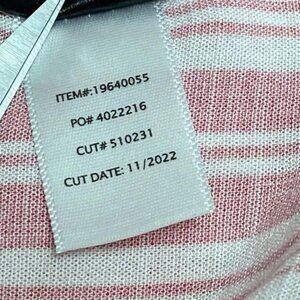 ITEM#:19640055
PO# 4022216
CUT# 510231
CUT DATE: 11/2022